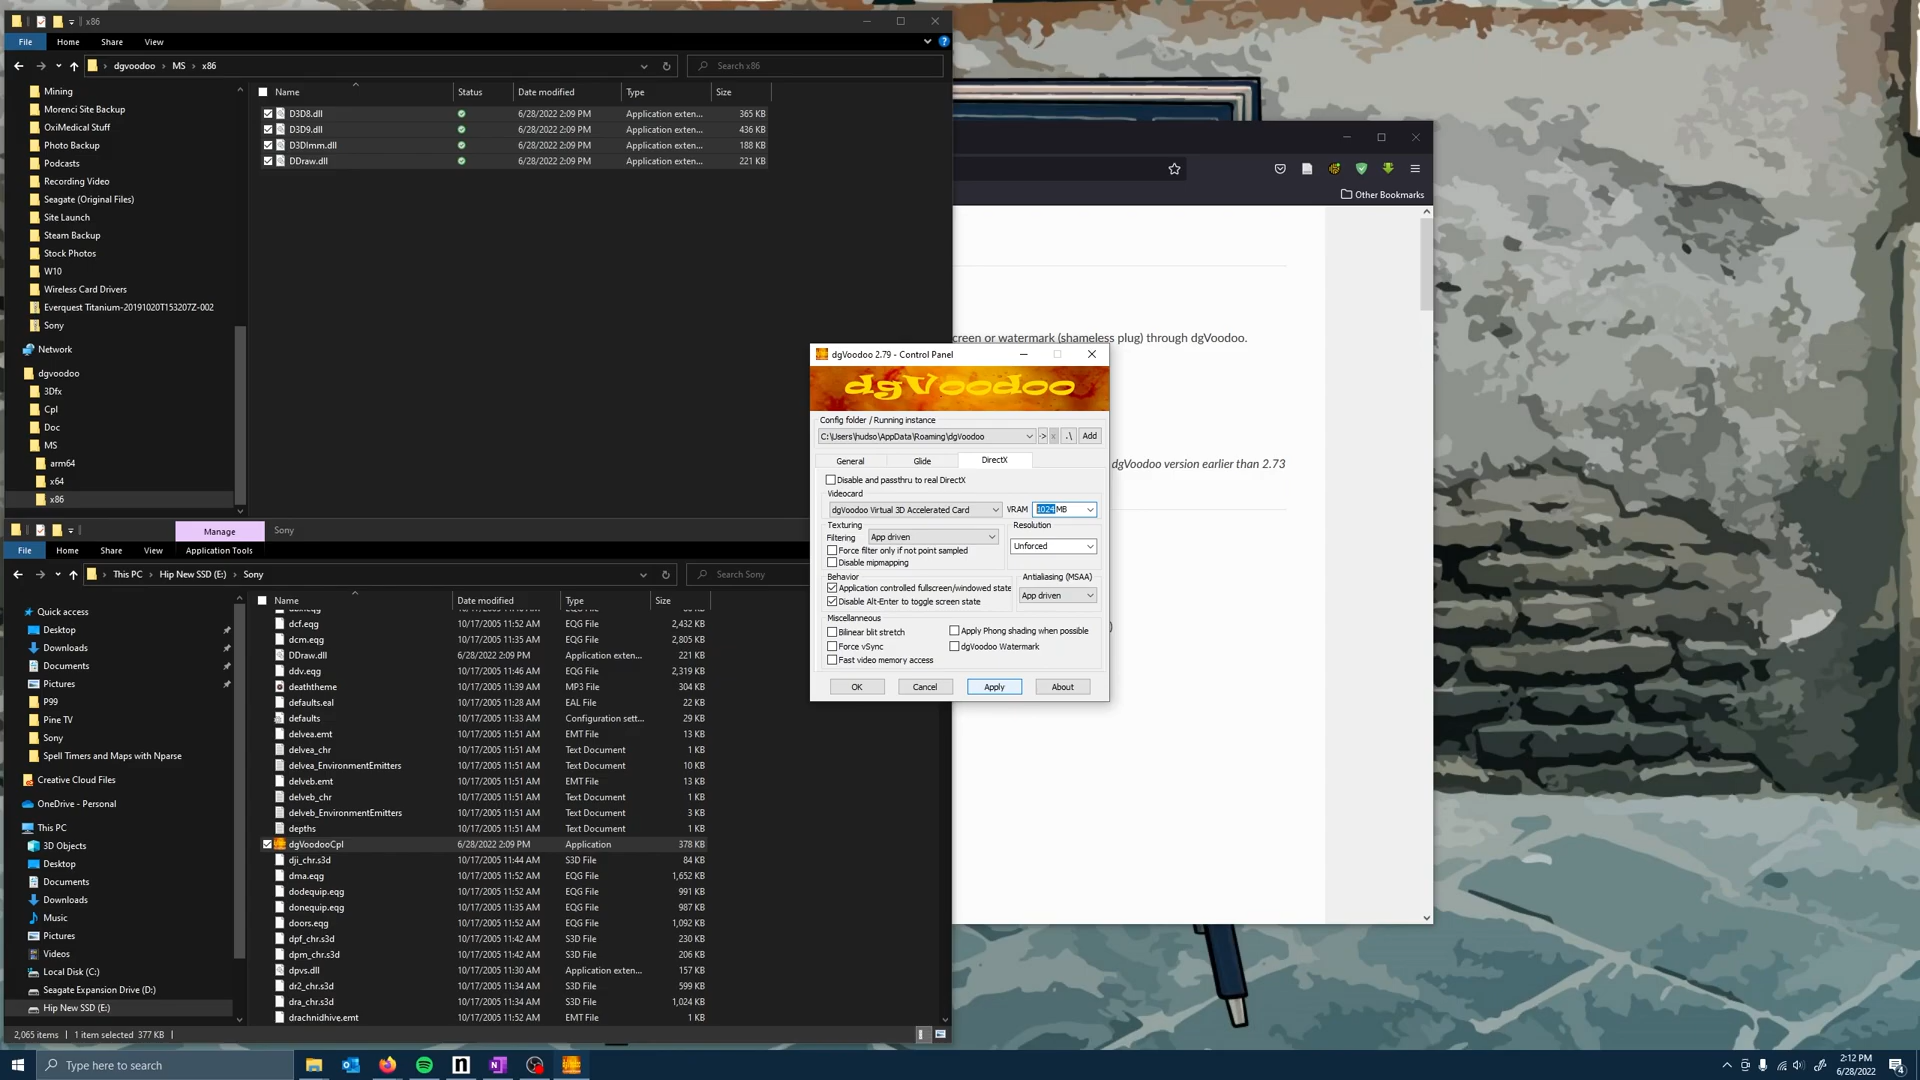 x86
File
Home
Share
View
dgvoodoo
MS
x86
Search x86
Name
Status
Date modified
Type
Size
Mining
Morenci Site Backup
OxiMedical Stuff
Photo Backup
Podcasts
Recording Video
Seagate (Original Files)
Site Launch
Steam Backup
Stock Photos
W10
Wireless Card Drivers
Everquest Titanium-20191020T153207Z-002
Sony
Network
dgvoodoo
3Dfx
Cpl
Doc
MS
arm64
x64
x86
D3D8.dll 6/28/2022 2:09 PM Application exten... 365 KB
D3D9.dll 6/28/2022 2:09 PM Application exten... 436 KB
D3DImm.dll 6/28/2022 2:09 PM Application exten... 188 KB
DDraw.dll 6/28/2022 2:09 PM Application exten... 221 KB
Other Bookmarks
creen or watermark (shameless plug) through dgVoodoo.
dgVoodoo version earlier than 2.73
dgVoodoo 2.79 - Control Panel
dgVoodoo
Config folder / Running instance
C:\Users\hudso\AppData\Roaming\dgVoodoo
->
.\
Add
General
Glide
DirectX
Disable and passthru to real DirectX
Videocard
dgVoodoo Virtual 3D Accelerated Card
VRAM
1024 MB
Texturing
Filtering
App driven
Force filter only if not point sampled
Disable mipmapping
Resolution
Unforced
Behavior
Application controlled fullscreen/windowed state
Disable Alt-Enter to toggle screen state
Antialiasing (MSAA)
App driven
Miscellaneous
Bilinear blit stretch
Force vSync
Fast video memory access
Apply Phong shading when possible
dgVoodoo Watermark
OK
Cancel
Apply
About
Manage
Sony
File
Home
Share
View
Application Tools
This PC
Hip New SSD (E:)
Sony
Search Sony
Name
Date modified
Type
Size
Quick access
Desktop
Downloads
Documents
Pictures
P99
Pine TV
Sony
Spell Timers and Maps with Nparse
Creative Cloud Files
OneDrive - Personal
This PC
3D Objects
Desktop
Documents
Downloads
Music
Pictures
Videos
Local Disk (C:)
Seagate Expansion Drive (D:)
Hip New SSD (E:)
dcf.eqg 10/17/2005 11:52 AM EQG File 2,432 KB
dcm.eqg 10/17/2005 11:52 AM EQG File 2,805 KB
DDraw.dll 6/28/2022 2:09 PM Application exten... 221 KB
ddv.eqg 10/17/2005 11:46 AM EQG File 2,319 KB
deaththeme 10/17/2005 11:39 AM MP3 File 304 KB
defaults.eal 10/17/2005 11:28 AM EAL File 22 KB
defaults 10/17/2005 11:33 AM Configuration sett... 29 KB
delvea.emt 10/17/2005 11:51 AM EMT File 13 KB
delvea_chr 10/17/2005 11:51 AM Text Document 1 KB
delvea_EnvironmentEmitters 10/17/2005 11:51 AM Text Document 10 KB
delveb.emt 10/17/2005 11:51 AM EMT File 13 KB
delveb_chr 10/17/2005 11:51 AM Text Document 1 KB
delveb_EnvironmentEmitters 10/17/2005 11:51 AM Text Document 3 KB
depths 10/17/2005 11:51 AM Text Document 1 KB
dgVoodooCpl 6/28/2022 2:09 PM Application 378 KB
dji_chr.s3d 10/17/2005 11:44 AM S3D File 84 KB
dma.eqg 10/17/2005 11:52 AM EQG File 1,652 KB
dodequip.eqg 10/17/2005 11:52 AM EQG File 991 KB
donequip.eqg 10/17/2005 11:35 AM EQG File 987 KB
doors.eqg 10/17/2005 11:52 AM EQG File 1,092 KB
dpf_chr.s3d 10/17/2005 11:42 AM S3D File 230 KB
dpm_chr.s3d 10/17/2005 11:42 AM S3D File 206 KB
dpvs.dll 10/17/2005 11:30 AM Application exten... 157 KB
dr2_chr.s3d 10/17/2005 11:34 AM S3D File 599 KB
dra_chr.s3d 10/17/2005 11:34 AM S3D File 1,024 KB
drachnidhive.emt 10/17/2005 11:52 AM EMT File 1 KB
2,065 items
1 item selected 377 KB
Type here to search
2:12 PM
6/28/2022
4